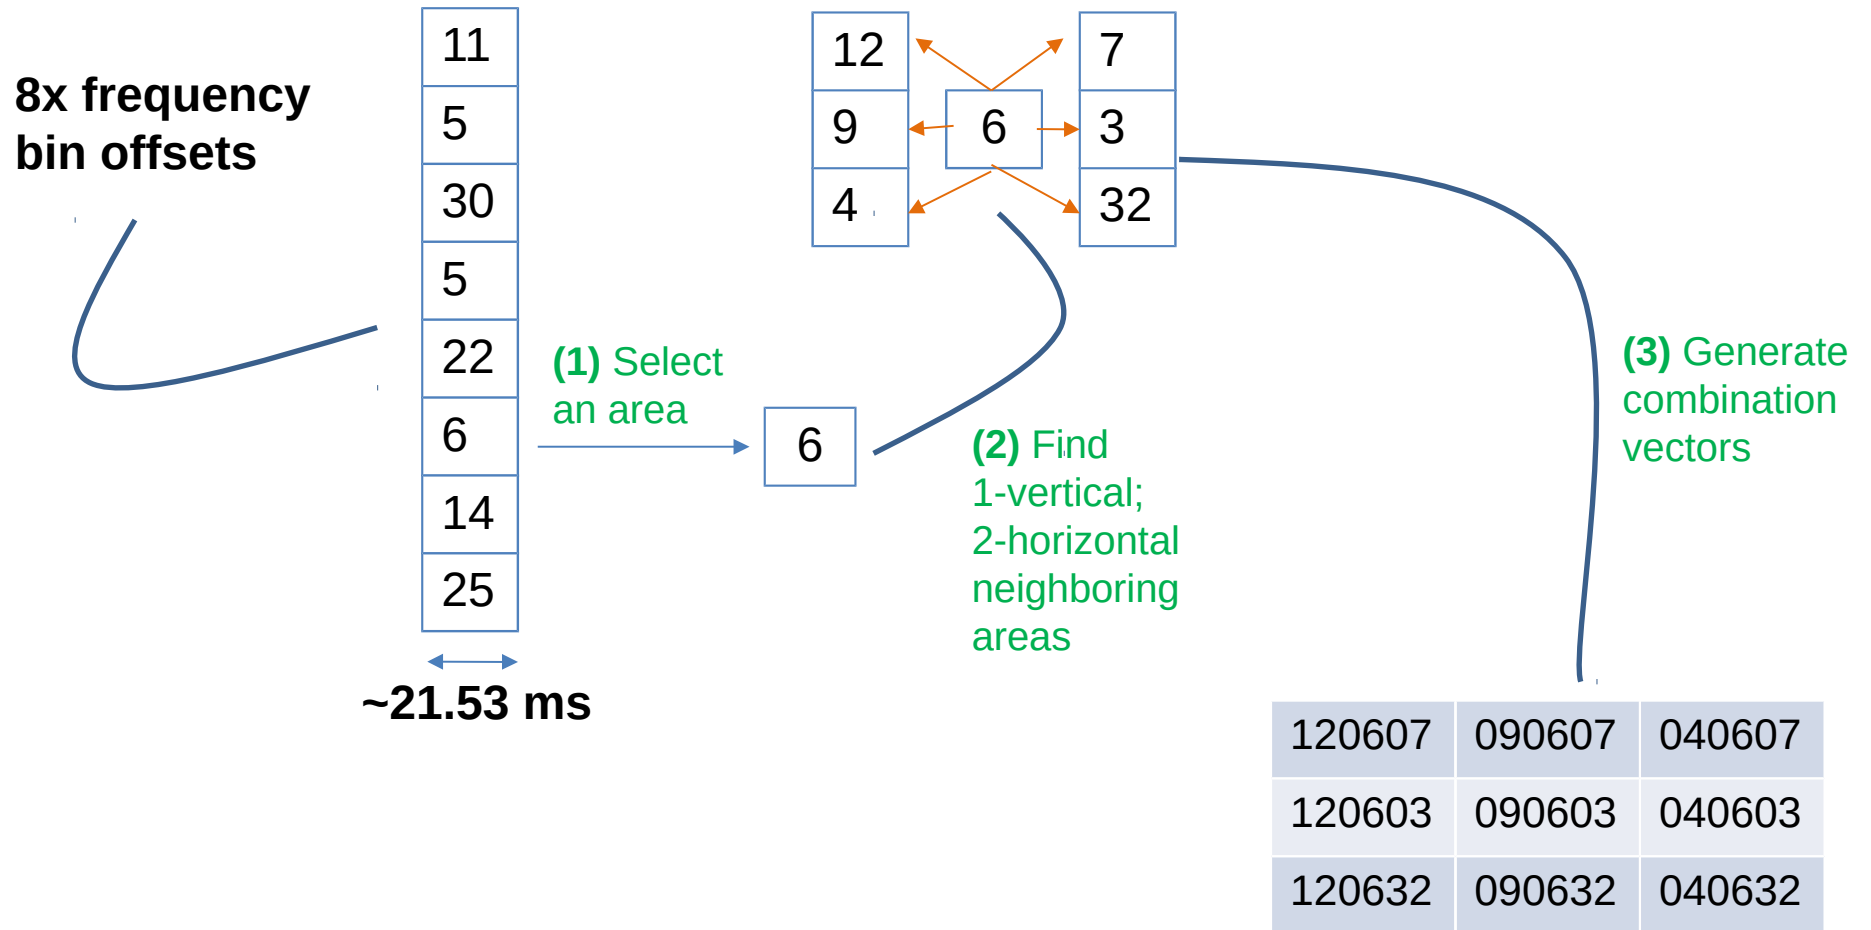 8x frequency
bin offsets
11
5
30
5
22
6
14
25
~21.53 ms
(1) Select
an area
6
12
9
4
6
7
3
32
(2) Find
1-vertical;
2-horizontal
neighboring
areas
(3) Generate
combination
vectors
120607 090607 040607
120603 090603 040603
120632 090632 040632